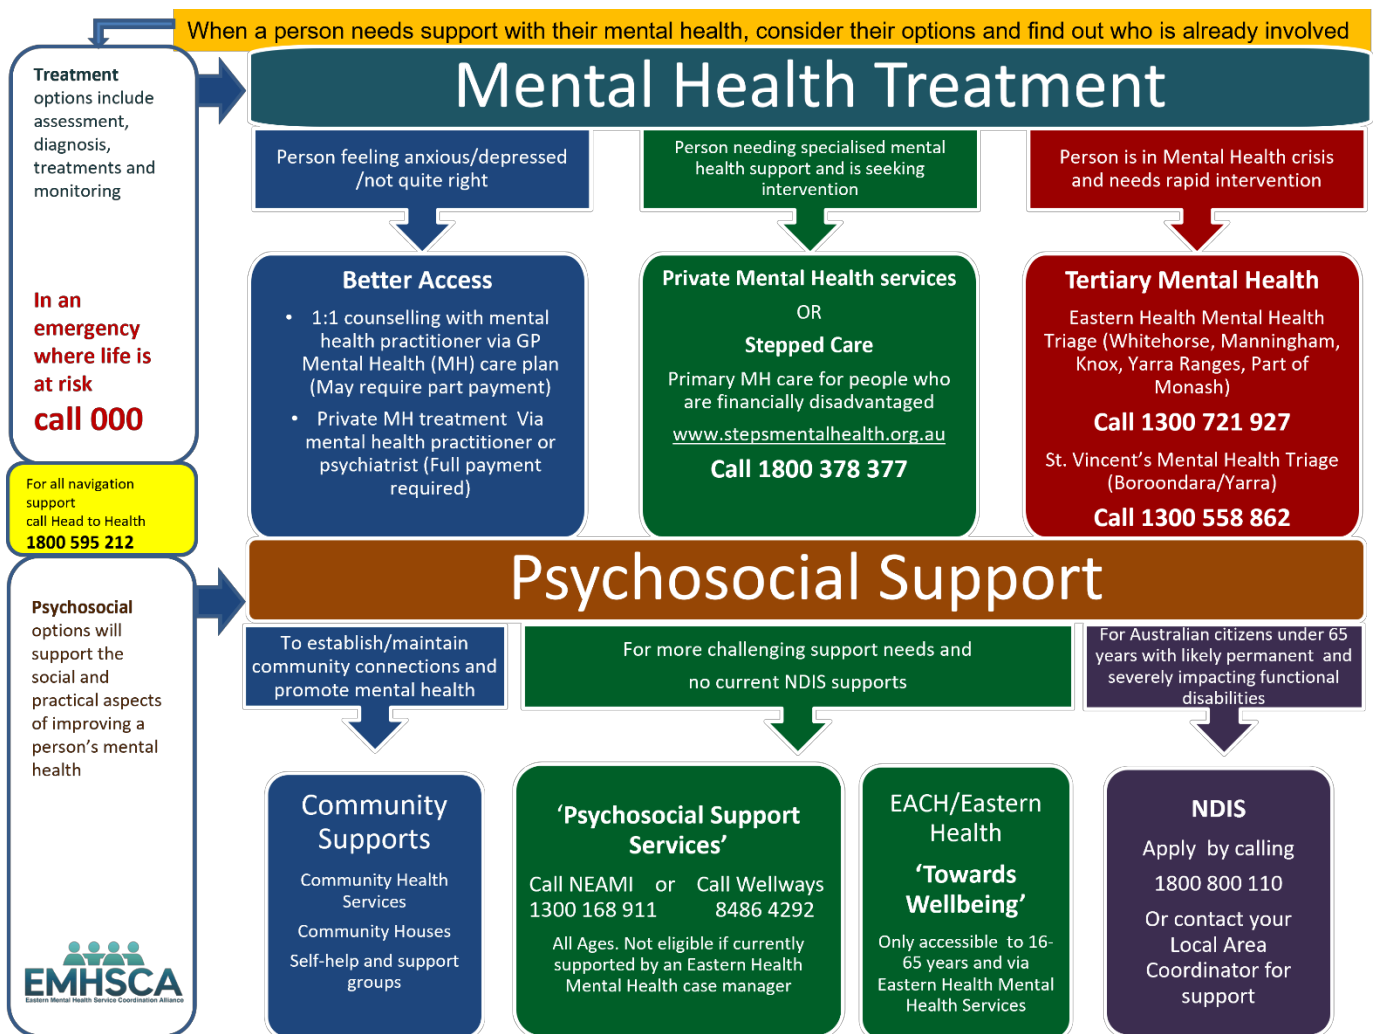 When a person needs support with their mental health, consider their options and find out who is already involved
Treatment
options include
assessment,
diagnosis,
treatments and
monitoring
In an
emergency
where life is
at risk
call 000
Mental Health Treatment
Person feeling anxious/depressed
/not quite right
Better Access
• 1:1 counselling with mental
health practitioner via GP
Mental Health (MH) care plan
(May require part payment)
• Private MH treatment Via
mental health practitioner or
psychiatrist (Full payment
required)
Person needing specialised mental
health support and is seeking
intervention
Private Mental Health services
OR
Stepped Care
Primary MH care for people who
are financially disadvantaged
www.stepsmentalhealth.org.au
Call 1800 378 377
Person is in Mental Health crisis
and needs rapid intervention
Tertiary Mental Health
Eastern Health Mental Health
Triage (Whitehorse, Manningham,
Knox, Yarra Ranges, Part of
Monash)
Call 1300 721 927
St. Vincent's Mental Health Triage
(Boroondara/Yarra)
Call 1300 558 862
For all navigation
support
call Head to Health
1800 595 212
Psychosocial
options will
support the
social and
practical aspects
of improving a
person's mental
health
EMHSCA
Eastern Mental Health Service Coordination Alliance
Psychosocial Support
To establish/maintain
community connections and
promote mental health
Community
Supports
Community Health
Services
Community Houses
Self-help and support
groups
For more challenging support needs and
no current NDIS supports
'Psychosocial Support
Services'
Call NEAMI or Call Wellways
1300 168 911 8486 4292
All Ages. Not eligible if currently
supported by an Eastern Health
Mental Health case manager
EACH/Eastern
Health
'Towards
Wellbeing'
Only accessible to 16-
65 years and via
Eastern Health Mental
Health Services
For Australian citizens under 65
years with likely permanent and
severely impacting functional
disabilities
NDIS
Apply by calling
1800 800 110
Or contact your
Local Area
Coordinator for
support